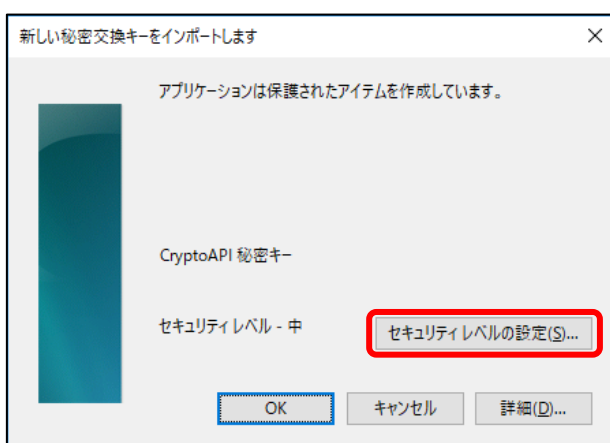 新しい秘密交換キーをインポートします
アプリケーションは保護されたアイテムを作成しています。
CryptoAPI 秘密キー
セキュリティ レベル - 中
セキュリティ レベルの設定(S)...
OK
キャンセル
詳細(D)...